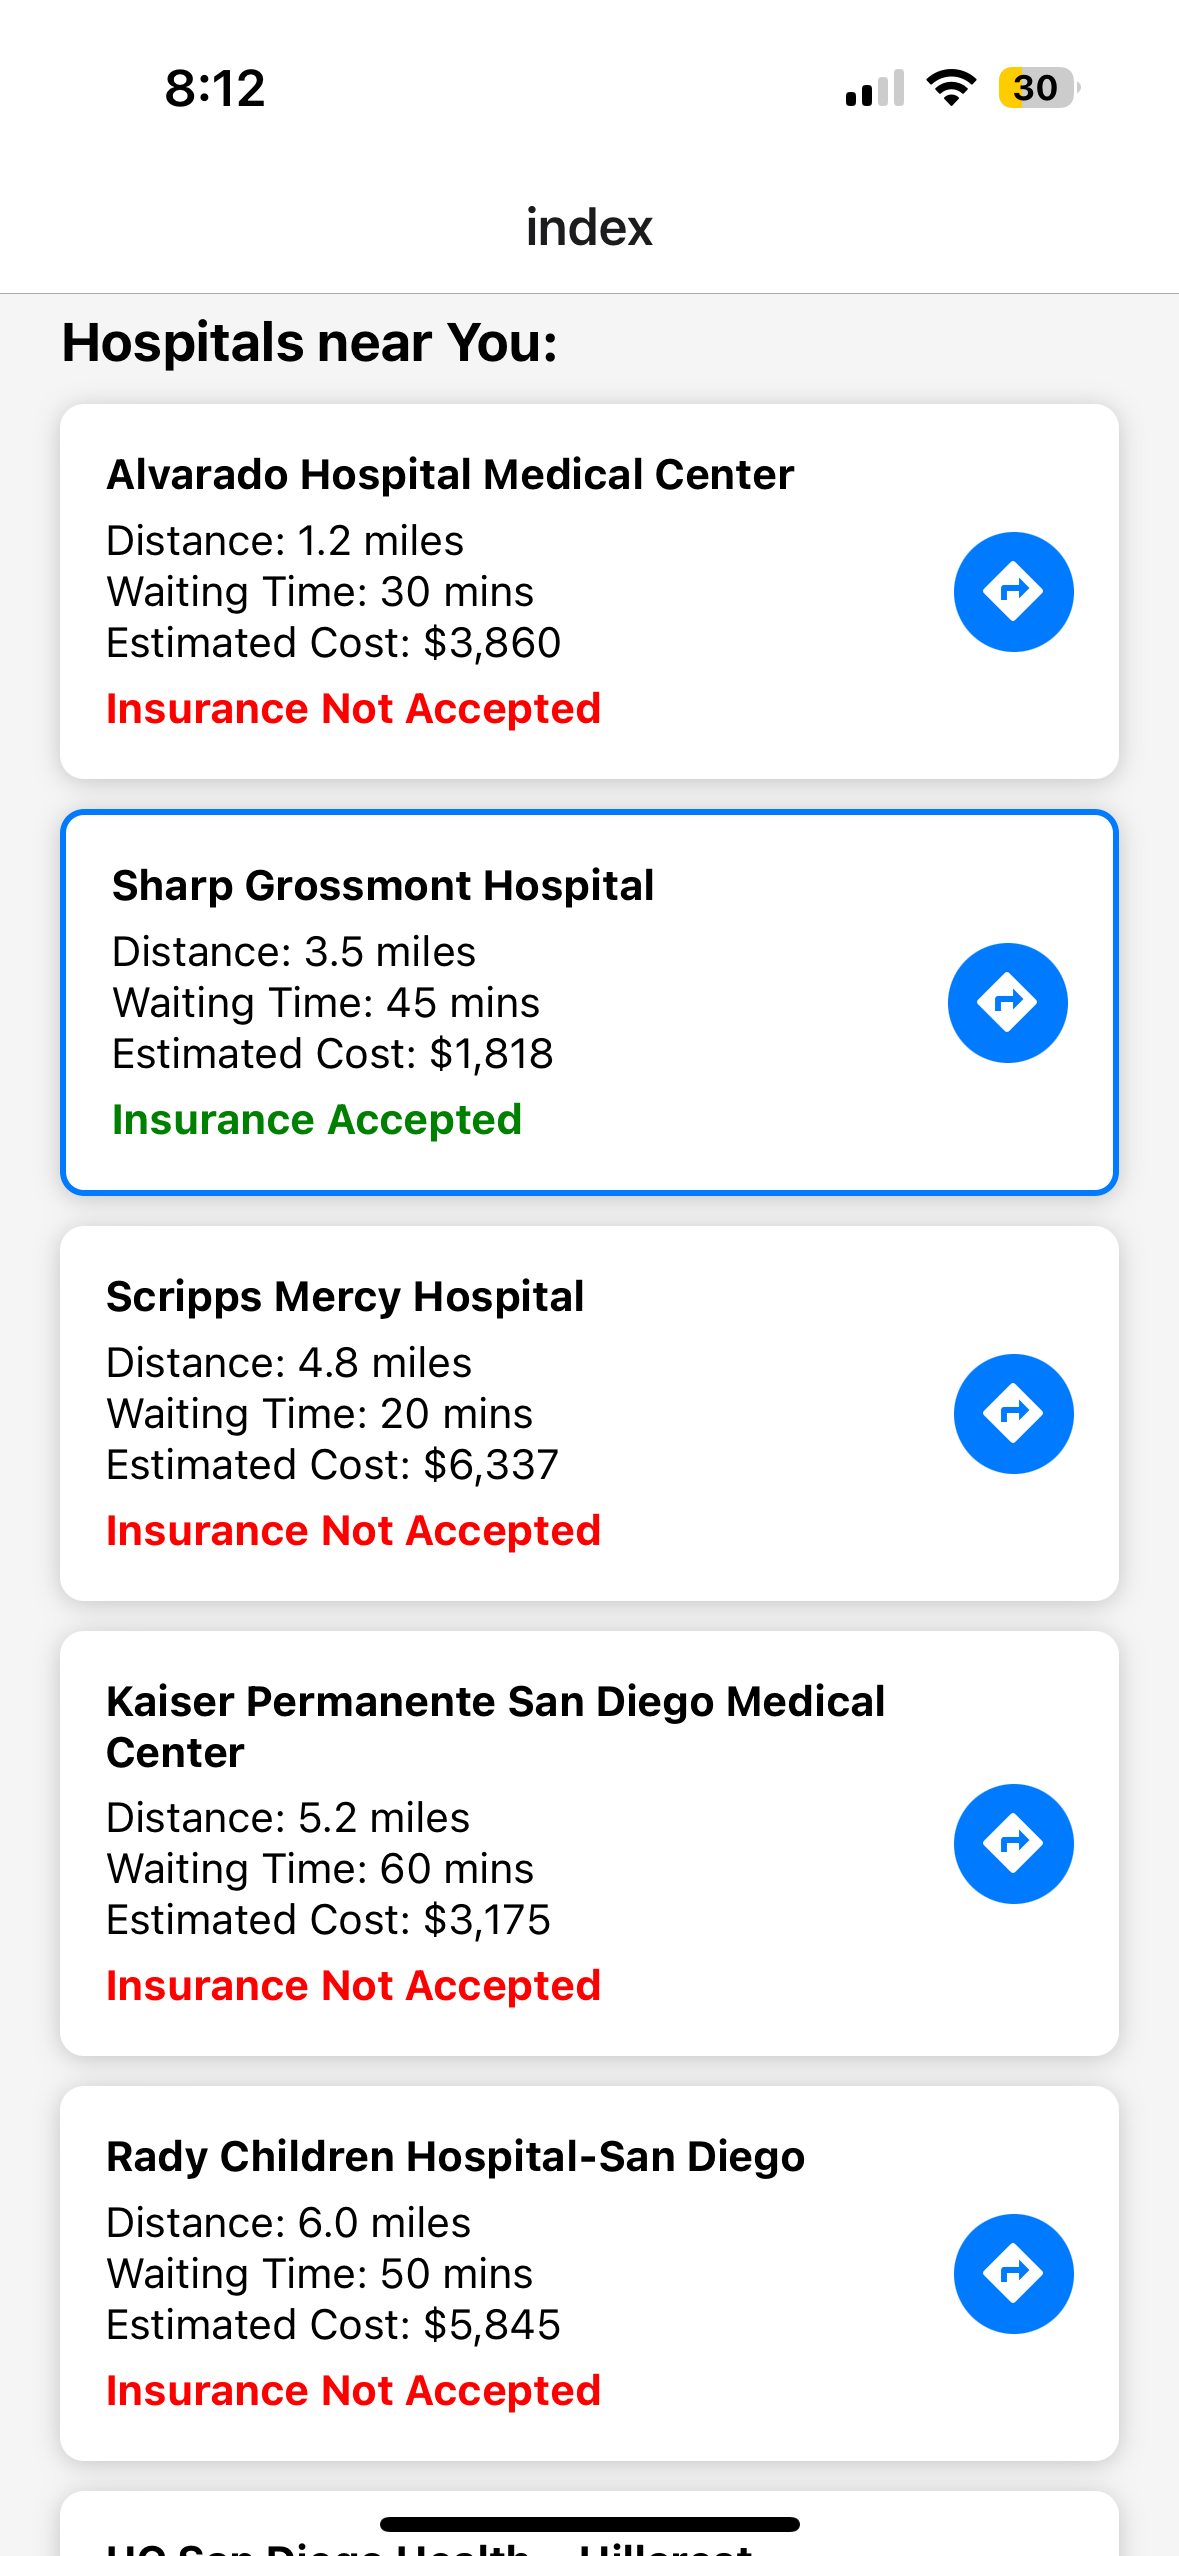 8:12
30
index
Hospitals near You:
Alvarado Hospital Medical Center
Distance: 1.2 miles
Waiting Time: 30 mins
Estimated Cost: $3,860
Insurance Not Accepted
Sharp Grossmont Hospital
Distance: 3.5 miles
Waiting Time: 45 mins
Estimated Cost: $1,818
Insurance Accepted
Scripps Mercy Hospital
Distance: 4.8 miles
Waiting Time: 20 mins
Estimated Cost: $6,337
Insurance Not Accepted
Kaiser Permanente San Diego Medical
Center
Distance: 5.2 miles
Waiting Time: 60 mins
Estimated Cost: $3,175
Insurance Not Accepted
Rady Children Hospital-San Diego
Distance: 6.0 miles
Waiting Time: 50 mins
Estimated Cost: $5,845
Insurance Not Accepted
UC San Diego Health – Hillcrest